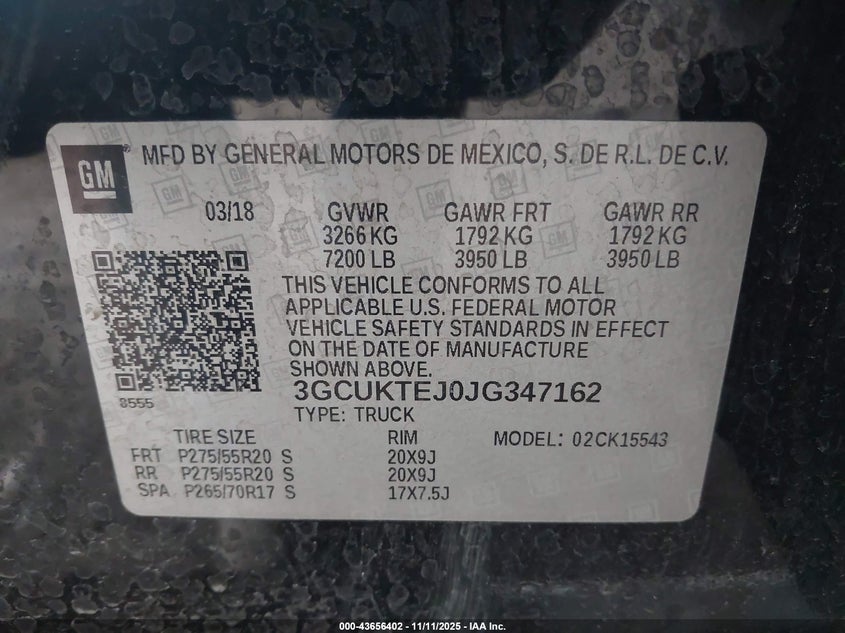 GM
MFD BY GENERAL MOTORS DE MEXICO, S. DE R.L. DE C.V.
03/18 GVWR GAWR FRT GAWR RR
3266 KG 1792 KG 1792 KG
7200 LB 3950 LB 3950 LB
THIS VEHICLE CONFORMS TO ALL
APPLICABLE U.S. FEDERAL MOTOR
VEHICLE SAFETY STANDARDS IN EFFECT
ON THE DATE OF MANUFACTURE
SHOWN ABOVE.
3GCUKTEJ0JG347162
8555
TYPE: TRUCK
TIRE SIZE RIM MODEL: 02CK15543
FRT P275/55R20 S 20X9J
RR P275/55R20 S 20X9J
SPA P265/70R17 S 17X7.5J
000-43656402 - 11/11/2025 - IAA Inc.